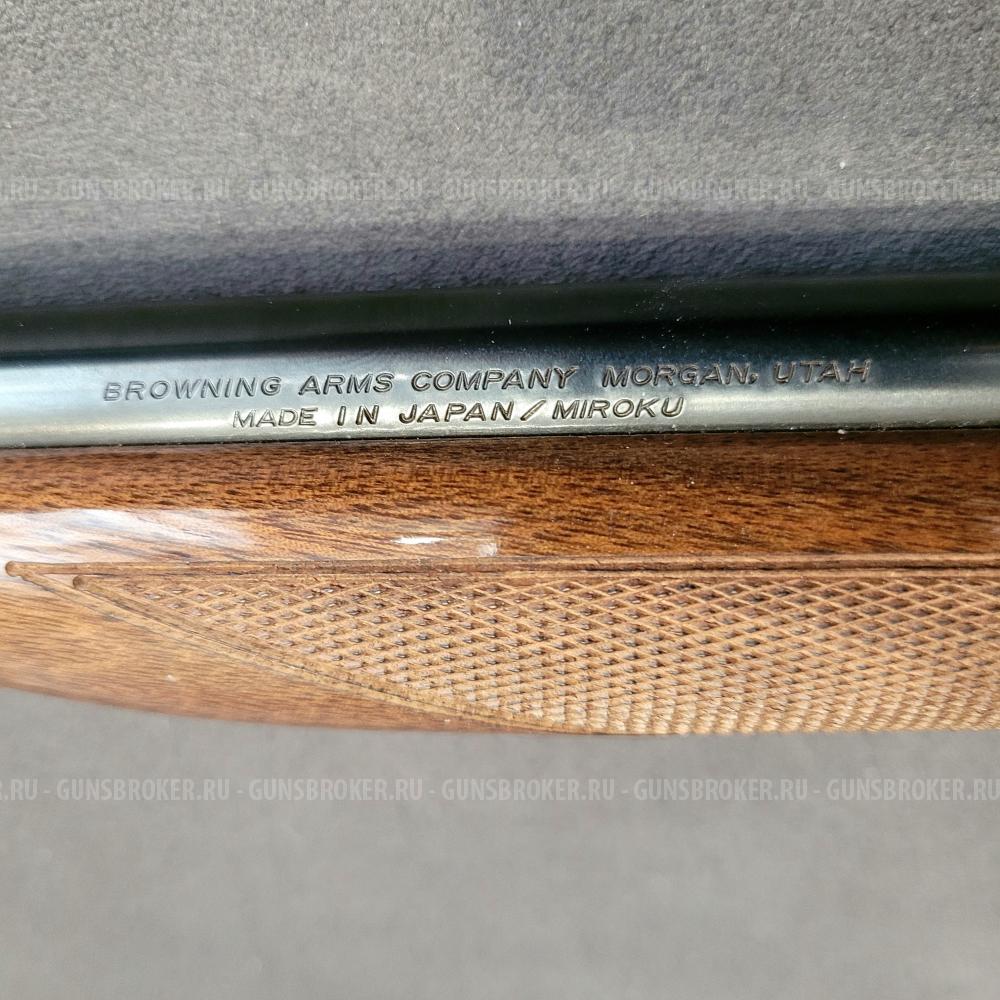 .RU - GUNSBROKER.RU - GUNSBROKER.RU - GUNSBROKER.RU - GUNSBROKER.RU - GUNSBROKER.RU
BROWNING ARMS COMPANY MORGAN, UTAH
MADE IN JAPAN/MIROKU
.RU - GUNSBROKER.RU - GUNSBROKER.RU - GUNSBROKER.RU - GUNSBROKER.RU - GUNSBROKER.RU